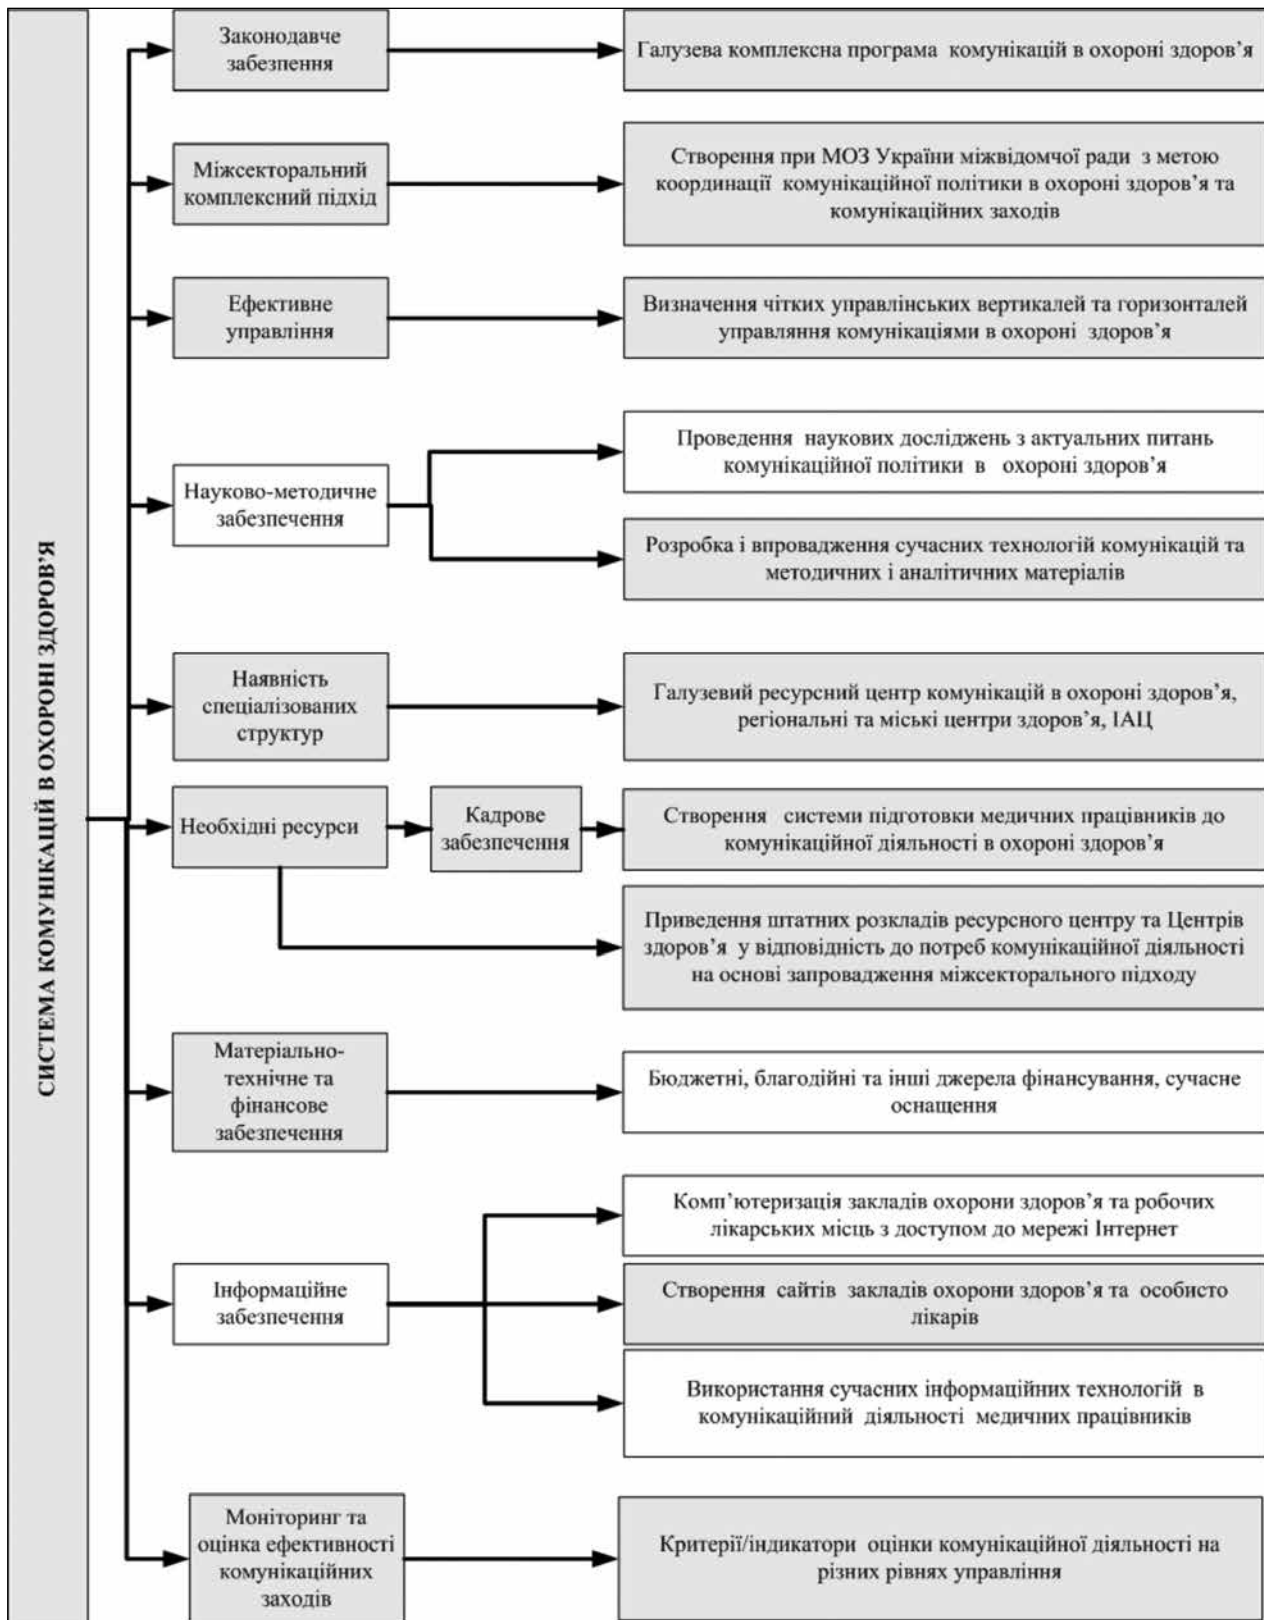 СИСТЕМА КОМУНІКАЦІЙ В ОХОРОНІ ЗДОРОВ’Я
Законодавче
забезпення
Галузева комплексна програма комунікацій в охороні здоров’я
Міжсекторальний
комплексний підхід
Створення при МОЗ України міжвідомчої ради з метою
координації комунікаційної політики в охороні здоров’я та
комунікаційних заходів
Ефективне
управління
Визначення чітких управлінських вертикалей та горизонталей
управляння комунікаціями в охороні здоров’я
Науково-методичне
забезпечення
Проведення наукових досліджень з актуальних питань
комунікаційної політики в охороні здоров’я
Розробка і впровадження сучасних технологій комунікацій та
методичних і аналітичних матеріалів
Наявність
спеціалізованих
структур
Галузевий ресурсний центр комунікацій в охороні здоров’я,
регіональні та міські центри здоров’я, ІАЦ
Необхідні ресурси
Кадрове
забезпечення
Створення системи підготовки медичних працівників до
комунікаційної діяльності в охороні здоров’я
Приведення штатних розкладів ресурсного центру та Центрів
здоров’я у відповідність до потреб комунікаційної діяльності
на основі запровадження міжсекторального підходу
Матеріально-
технічне та
фінансове
забезпечення
Бюджетні, благодійні та інші джерела фінансування, сучасне
оснащення
Інформаційне
забезпечення
Комп’ютеризація закладів охорони здоров’я та робочих
лікарських місць з доступом до мережі Інтернет
Створення сайтів закладів охорони здоров’я та особисто
лікарів
Використання сучасних інформаційних технологій в
комунікаційний діяльності медичних працівників
Моніторинг та
оцінка ефективності
комунікаційних
заходів
Критерії/індикатори оцінки комунікаційної діяльності на
різних рівнях управління